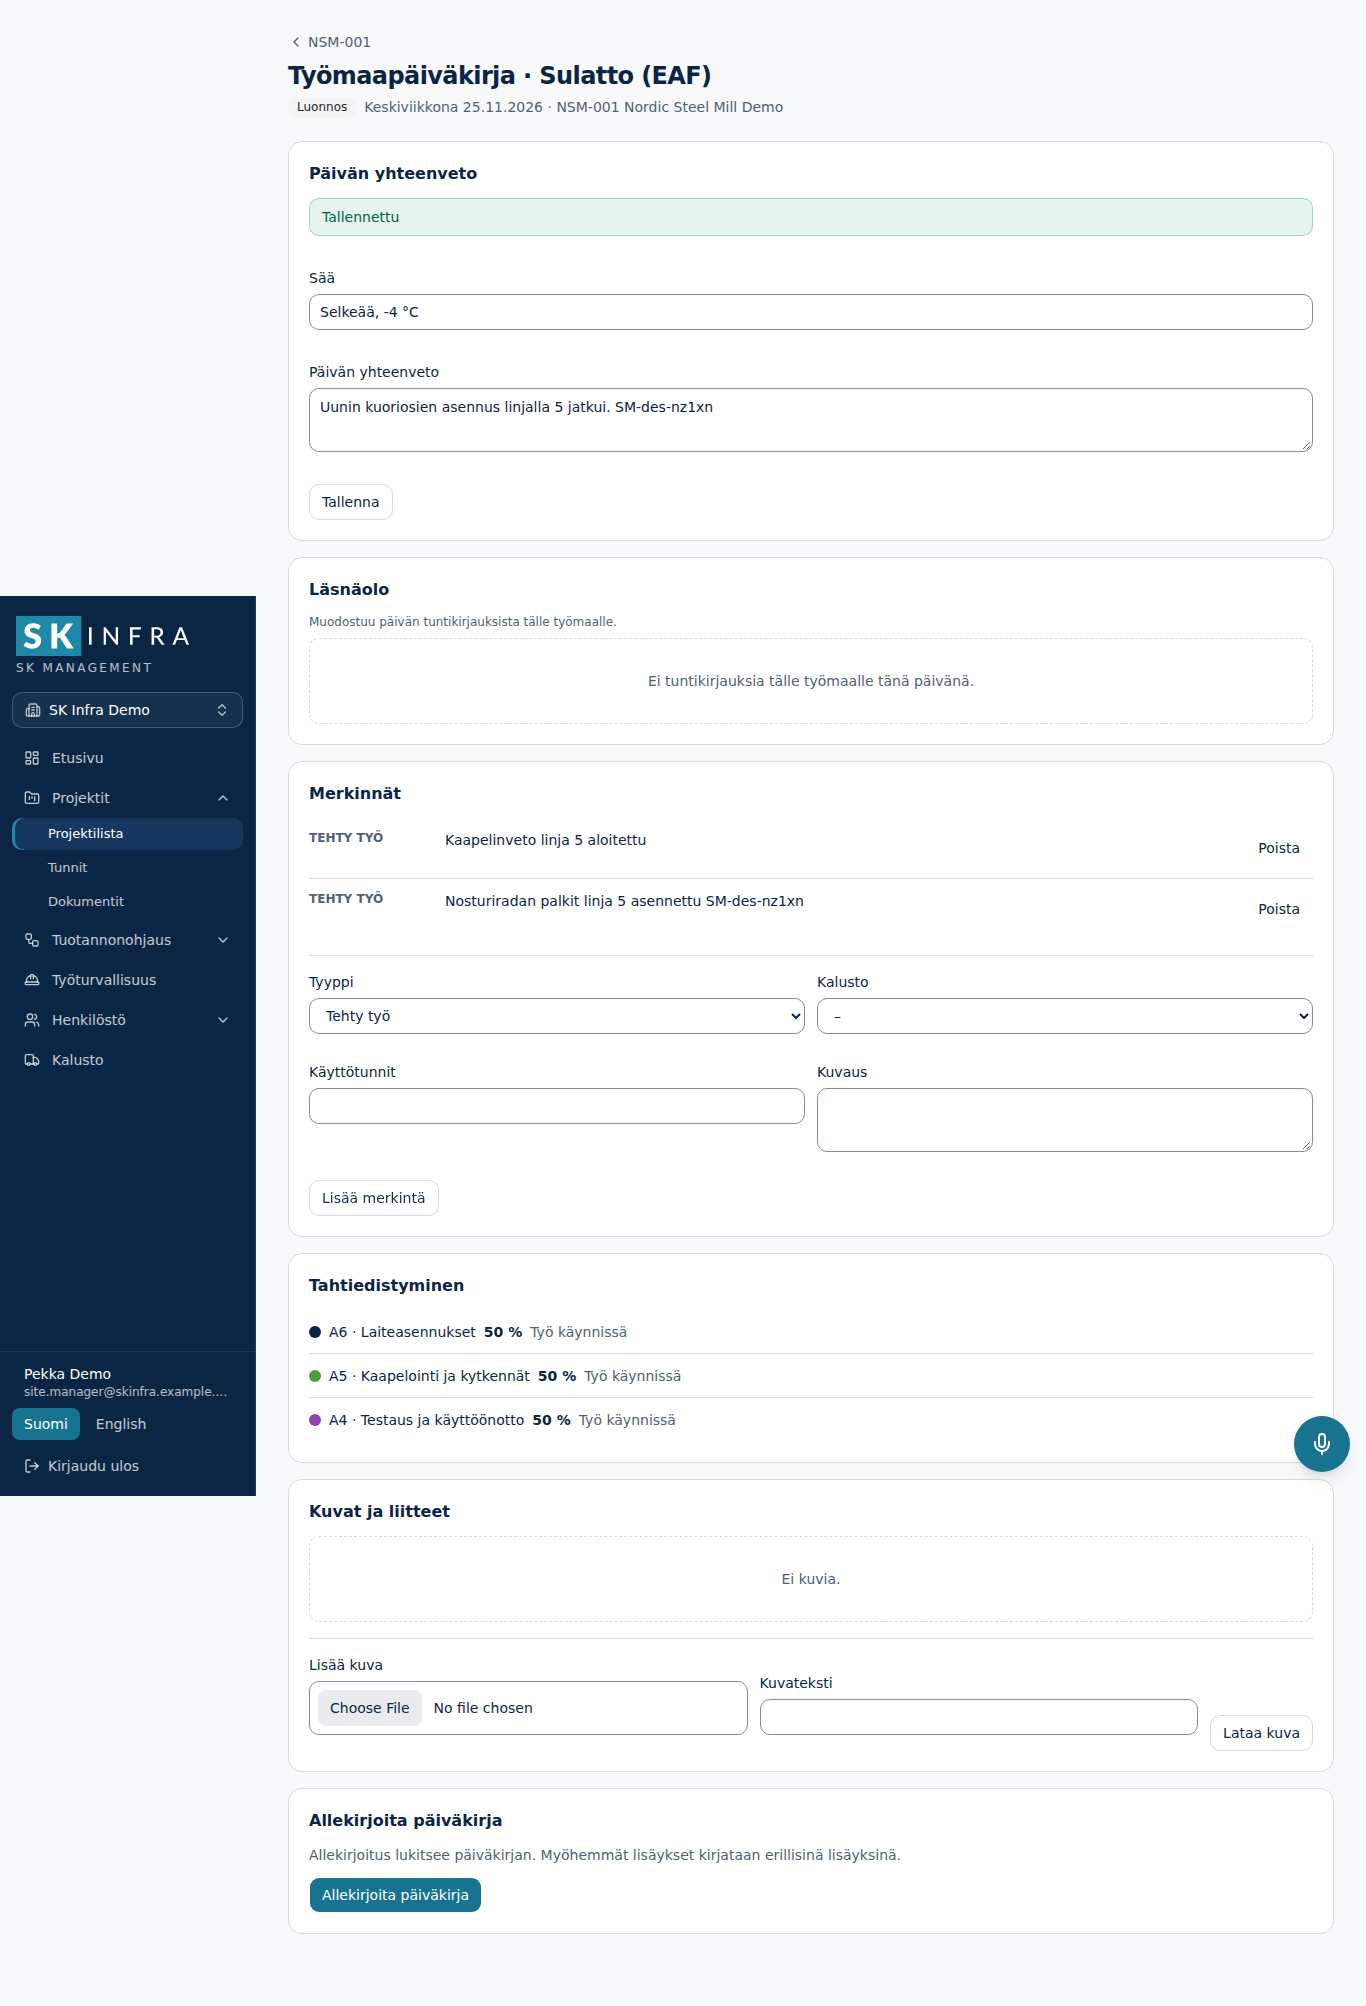 NSM-001
Työmaapäiväkirja · Sulatto (EAF)
Luonnos Keskiviikkona 25.11.2026 · NSM-001 Nordic Steel Mill Demo
Päivän yhteenveto
Tallennettu
Sää
Selkeää, -4 °C
Päivän yhteenveto
Uunin kuoriosien asennus linjalla 5 jatkui. SM-des-nz1xn
Tallenna
Läsnäolo
Muodostuu päivän tuntikirjauksista tälle työmaalle.
Ei tuntikirjauksia tälle työmaalle tänä päivänä.
Merkinnät
TEHTY TYÖ Kaapelinveto linja 5 aloitettu Poista
TEHTY TYÖ Nosturiradan palkit linja 5 asennettu SM-des-nz1xn Poista
Tyyppi Kalusto
Tehty työ –
Käyttötunnit Kuvaus
Lisää merkintä
Tahtiedistyminen
A6 · Laiteasennukset 50 % Työ käynnissä
A5 · Kaapelointi ja kytkennät 50 % Työ käynnissä
A4 · Testaus ja käyttöönotto 50 % Työ käynnissä
Kuvat ja liitteet
Ei kuvia.
Lisää kuva
Choose File No file chosen
Kuvateksti
Lataa kuva
Allekirjoita päiväkirja
Allekirjoitus lukitsee päiväkirjan. Myöhemmät lisäykset kirjataan erillisinä lisäyksinä.
Allekirjoita päiväkirja
SK INFRA
SK MANAGEMENT
SK Infra Demo
Etusivu
Projektit
Projektilista
Tunnit
Dokumentit
Tuotannonohjaus
Työturvallisuus
Henkilöstö
Kalusto
Pekka Demo
site.manager@skinfra.example....
Suomi English
Kirjaudu ulos